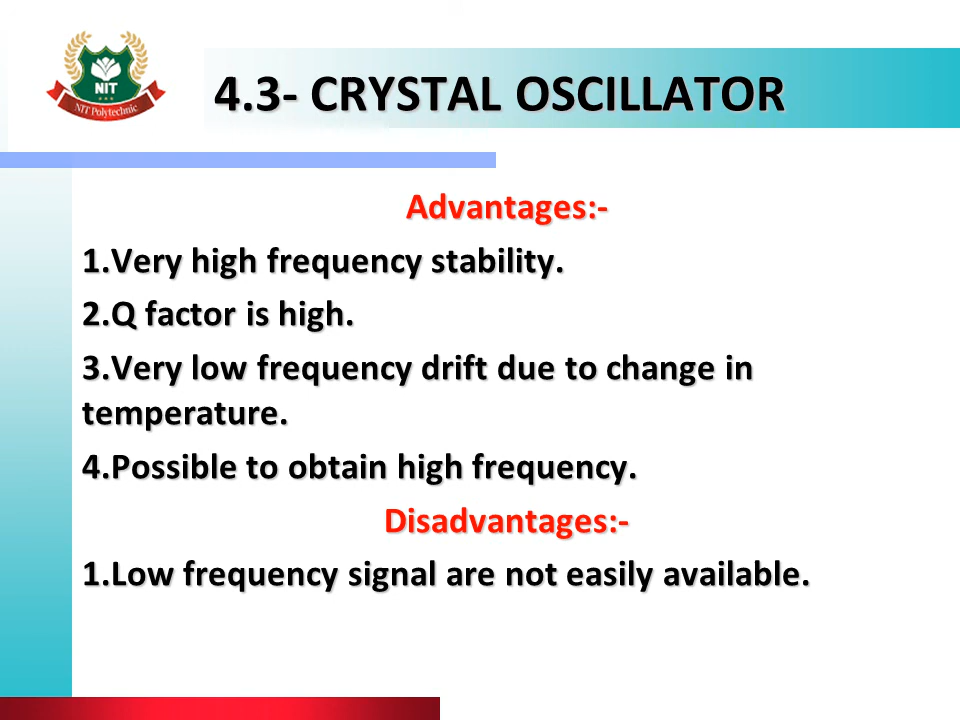 NIT
NIT Polytechnic
4.3- CRYSTAL OSCILLATOR
Advantages:-
1.Very high frequency stability.
2.Q factor is high.
3.Very low frequency drift due to change in
temperature.
4.Possible to obtain high frequency.
Disadvantages:-
1.Low frequency signal are not easily available.